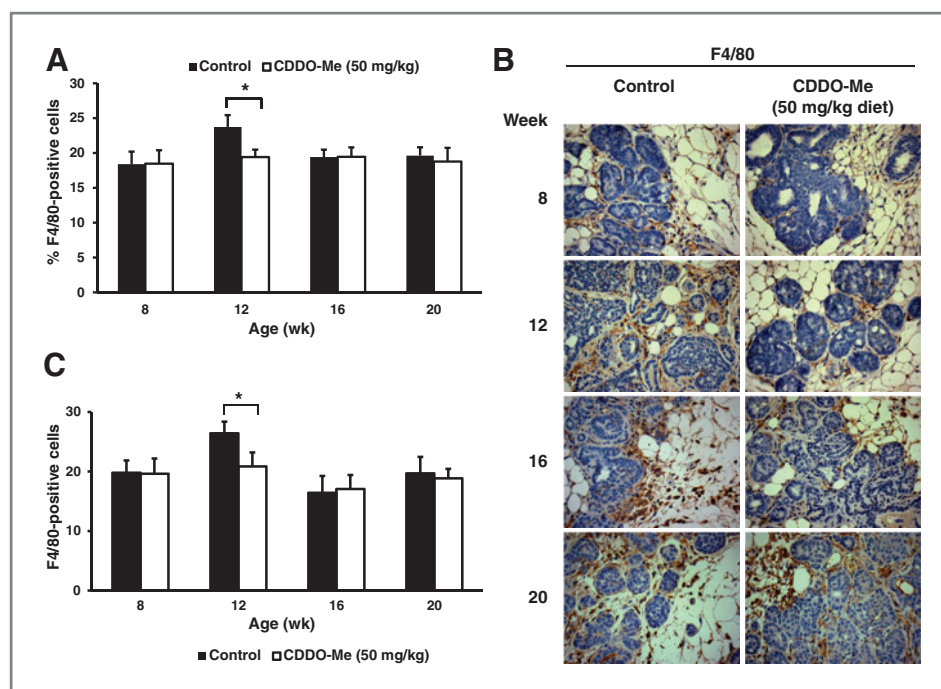 A
Control CDDO-Me (50 mg/kg)
% F4/80-positive cells
30
25
20
15
10
5
0
*
8 12 16 20
Age (wk)
B
F4/80
Control
CDDO-Me
(50 mg/kg diet)
Week
8
12
16
20
C
F4/80-positive cells
30
20
10
0
*
8 12 16 20
Age (wk)
Control CDDO-Me (50 mg/kg)